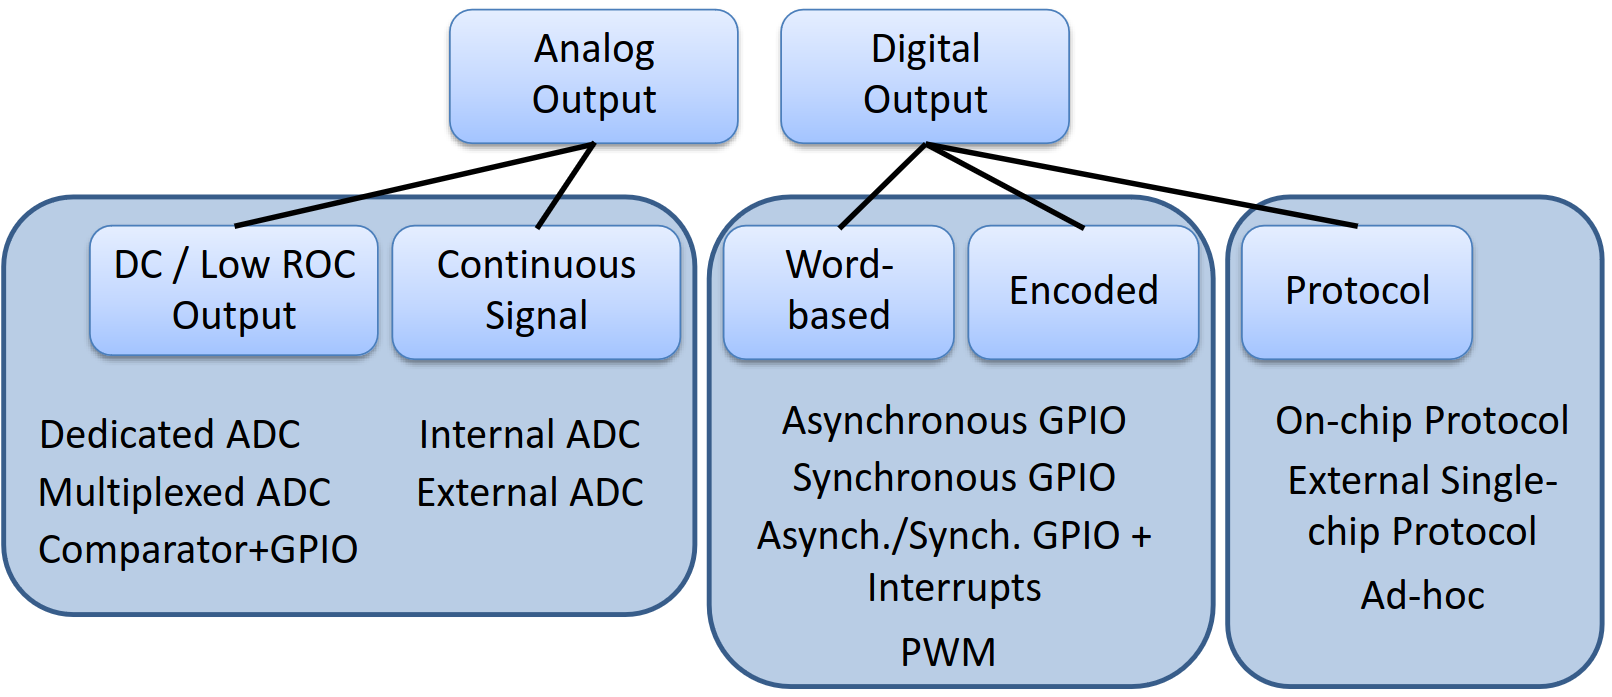 Analog
Output
Digital
Output
DC / Low ROC
Output
Continuous
Signal
Word-
based
Encoded
Protocol
Dedicated ADC
Multiplexed ADC
Comparator+GPIO
Internal ADC
External ADC
Asynchronous GPIO
Synchronous GPIO
Asynch./Synch. GPIO +
Interrupts
PWM
On-chip Protocol
External Single-
chip Protocol
Ad-hoc